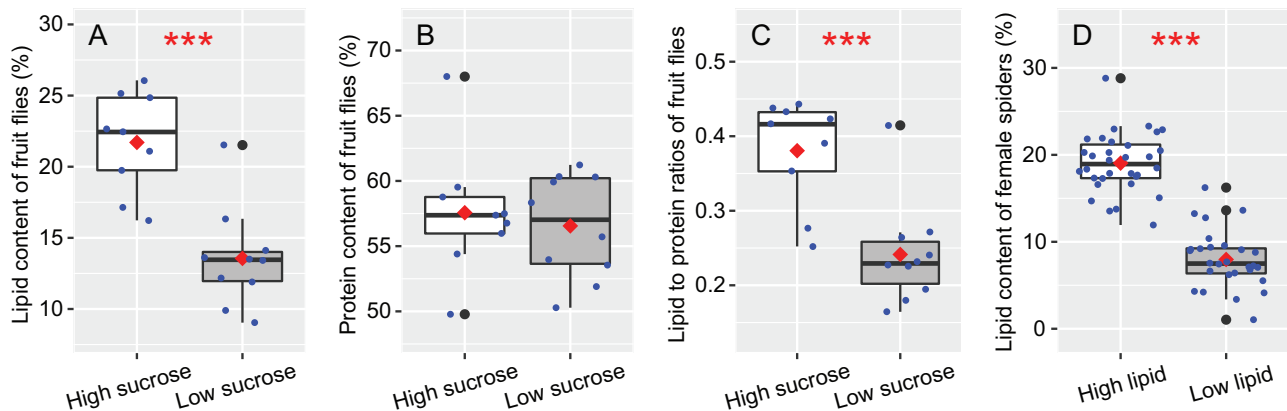 A ***
Lipid content of fruit flies (%)
30
25
20
15
10
High sucrose
Low sucrose
B
Protein content of fruit flies (%)
70
65
60
55
50
High sucrose
Low sucrose
C ***
Lipid to protein ratios of fruit flies
0.5
0.4
0.3
0.2
High sucrose
Low sucrose
D ***
Lipid content of female spiders (%)
30
20
10
0
High lipid
Low lipid